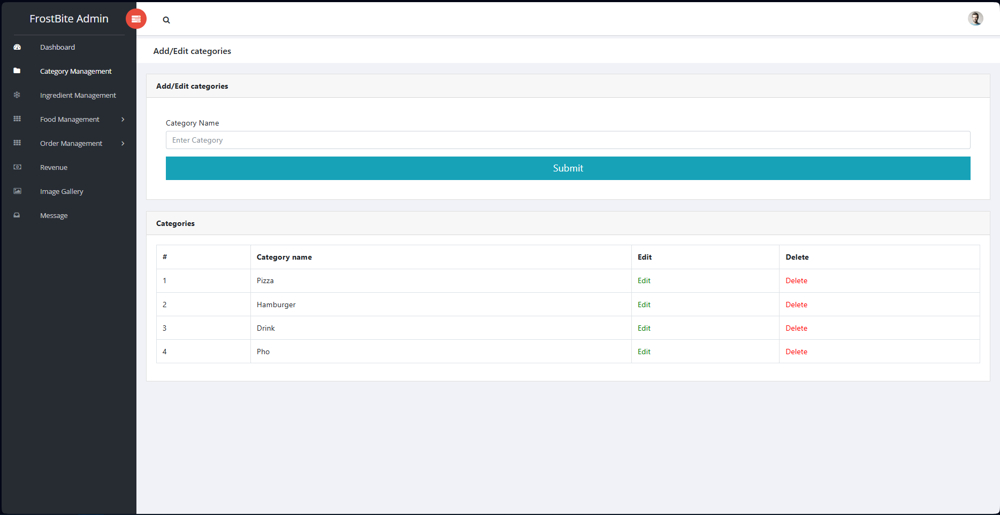 FrostBite Admin
Dashboard
Category Management
Ingredient Management
Food Management
Order Management
Revenue
Image Gallery
Message
Add/Edit categories
Add/Edit categories
Category Name
Enter Category
Submit
Categories
# Category name Edit Delete
1 Pizza Edit Delete
2 Hamburger Edit Delete
3 Drink Edit Delete
4 Pho Edit Delete